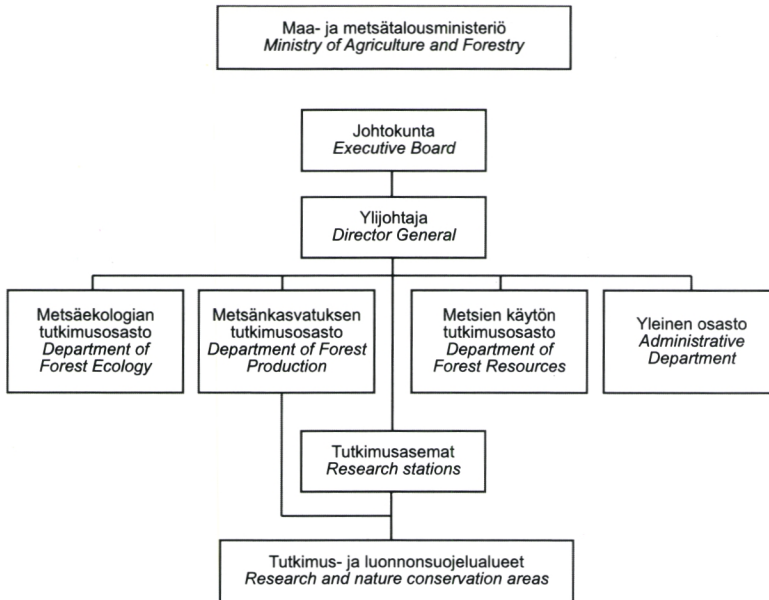 Maa- ja metsätalousministeriö
Ministry of Agriculture and Forestry
Johtokunta
Executive Board
Ylijohtaja
Director General
Metsäekologian
tutkimusosasto
Department of
Forest Ecology
Metsänkasvatuksen
tutkimusosasto
Department of Forest
Production
Metsien käytön
tutkimusosasto
Department of
Forest Resources
Yleinen osasto
Administrative
Department
Tutkimusasemat
Research stations
Tutkimus- ja luonnonsuojelualueet
Research and nature conservation areas